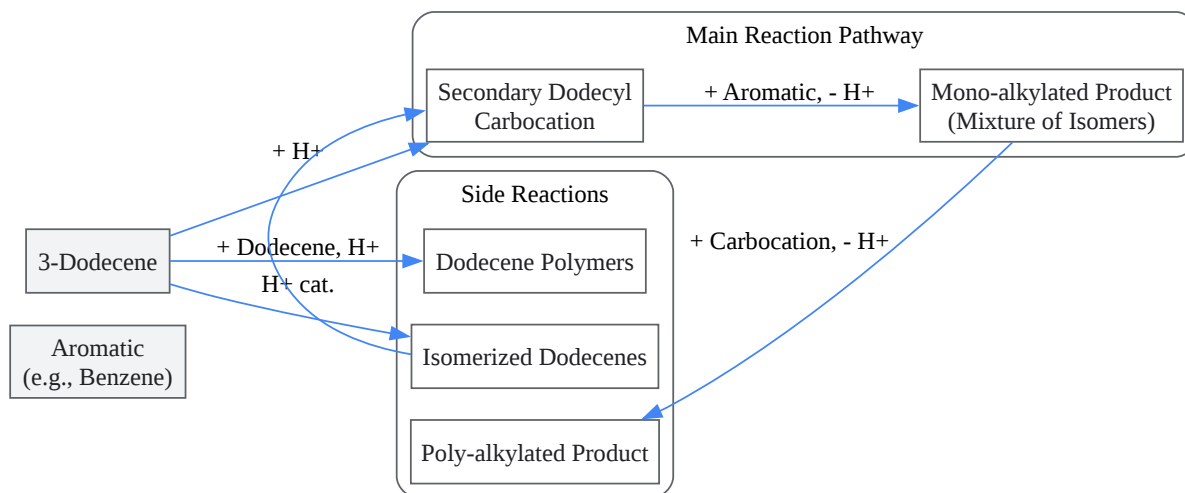 Main Reaction Pathway
Secondary Dodecyl
Carbocation
+ Aromatic, - H+
Mono-alkylated Product
(Mixture of Isomers)
+ H+
Side Reactions
3-Dodecene
+ Dodecene, H+
Dodecene Polymers
+ Carbocation, - H+
H+ cat.
Aromatic
(e.g., Benzene)
Isomerized Dodecenes
Poly-alkylated Product